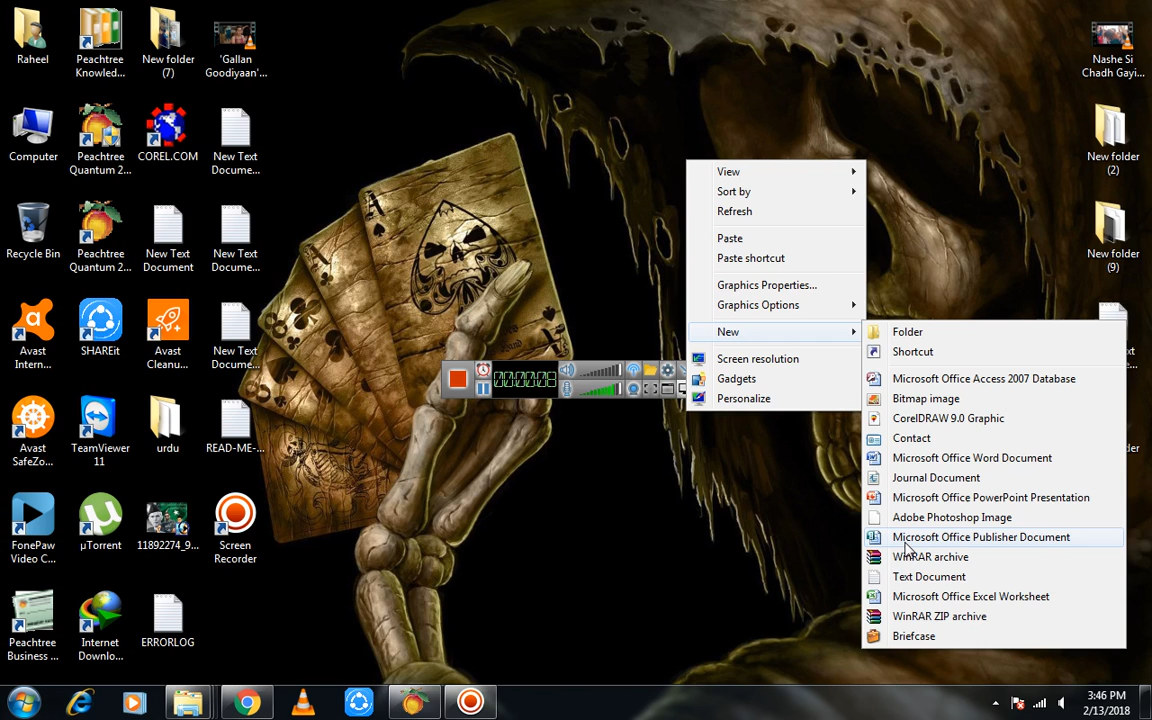 Raheel
Peachtree
Knowled...
New folder
(7)
'Gallan
Goodiyaan'...
Nashe Si
Chadh Gayi...
Computer
Peachtree
Quantum 2...
COREL.COM
New Text
Docume...
New folder
(2)
Recycle Bin
Peachtree
Quantum 2...
New Text
Document
New Text
Docume...
New folder
(9)
Avast
Intern...
SHAREit
Avast
Cleanu...
New Text
Docume...
Avast
SafeZo...
TeamViewer
11
urdu
READ-ME-...
FonePaw
Video C...
µTorrent
11892274_9...
Screen
Recorder
Peachtree
Business ...
Internet
Downlo...
ERRORLOG
View
Sort by
Refresh
Paste
Paste shortcut
Graphics Properties...
Graphics Options
New
Screen resolution
Gadgets
Personalize
Folder
Shortcut
Microsoft Office Access 2007 Database
Bitmap image
CorelDRAW 9.0 Graphic
Contact
Microsoft Office Word Document
Journal Document
Microsoft Office PowerPoint Presentation
Adobe Photoshop Image
Microsoft Office Publisher Document
WinRAR archive
Text Document
Microsoft Office Excel Worksheet
WinRAR ZIP archive
Briefcase
3:46 PM
2/13/2018